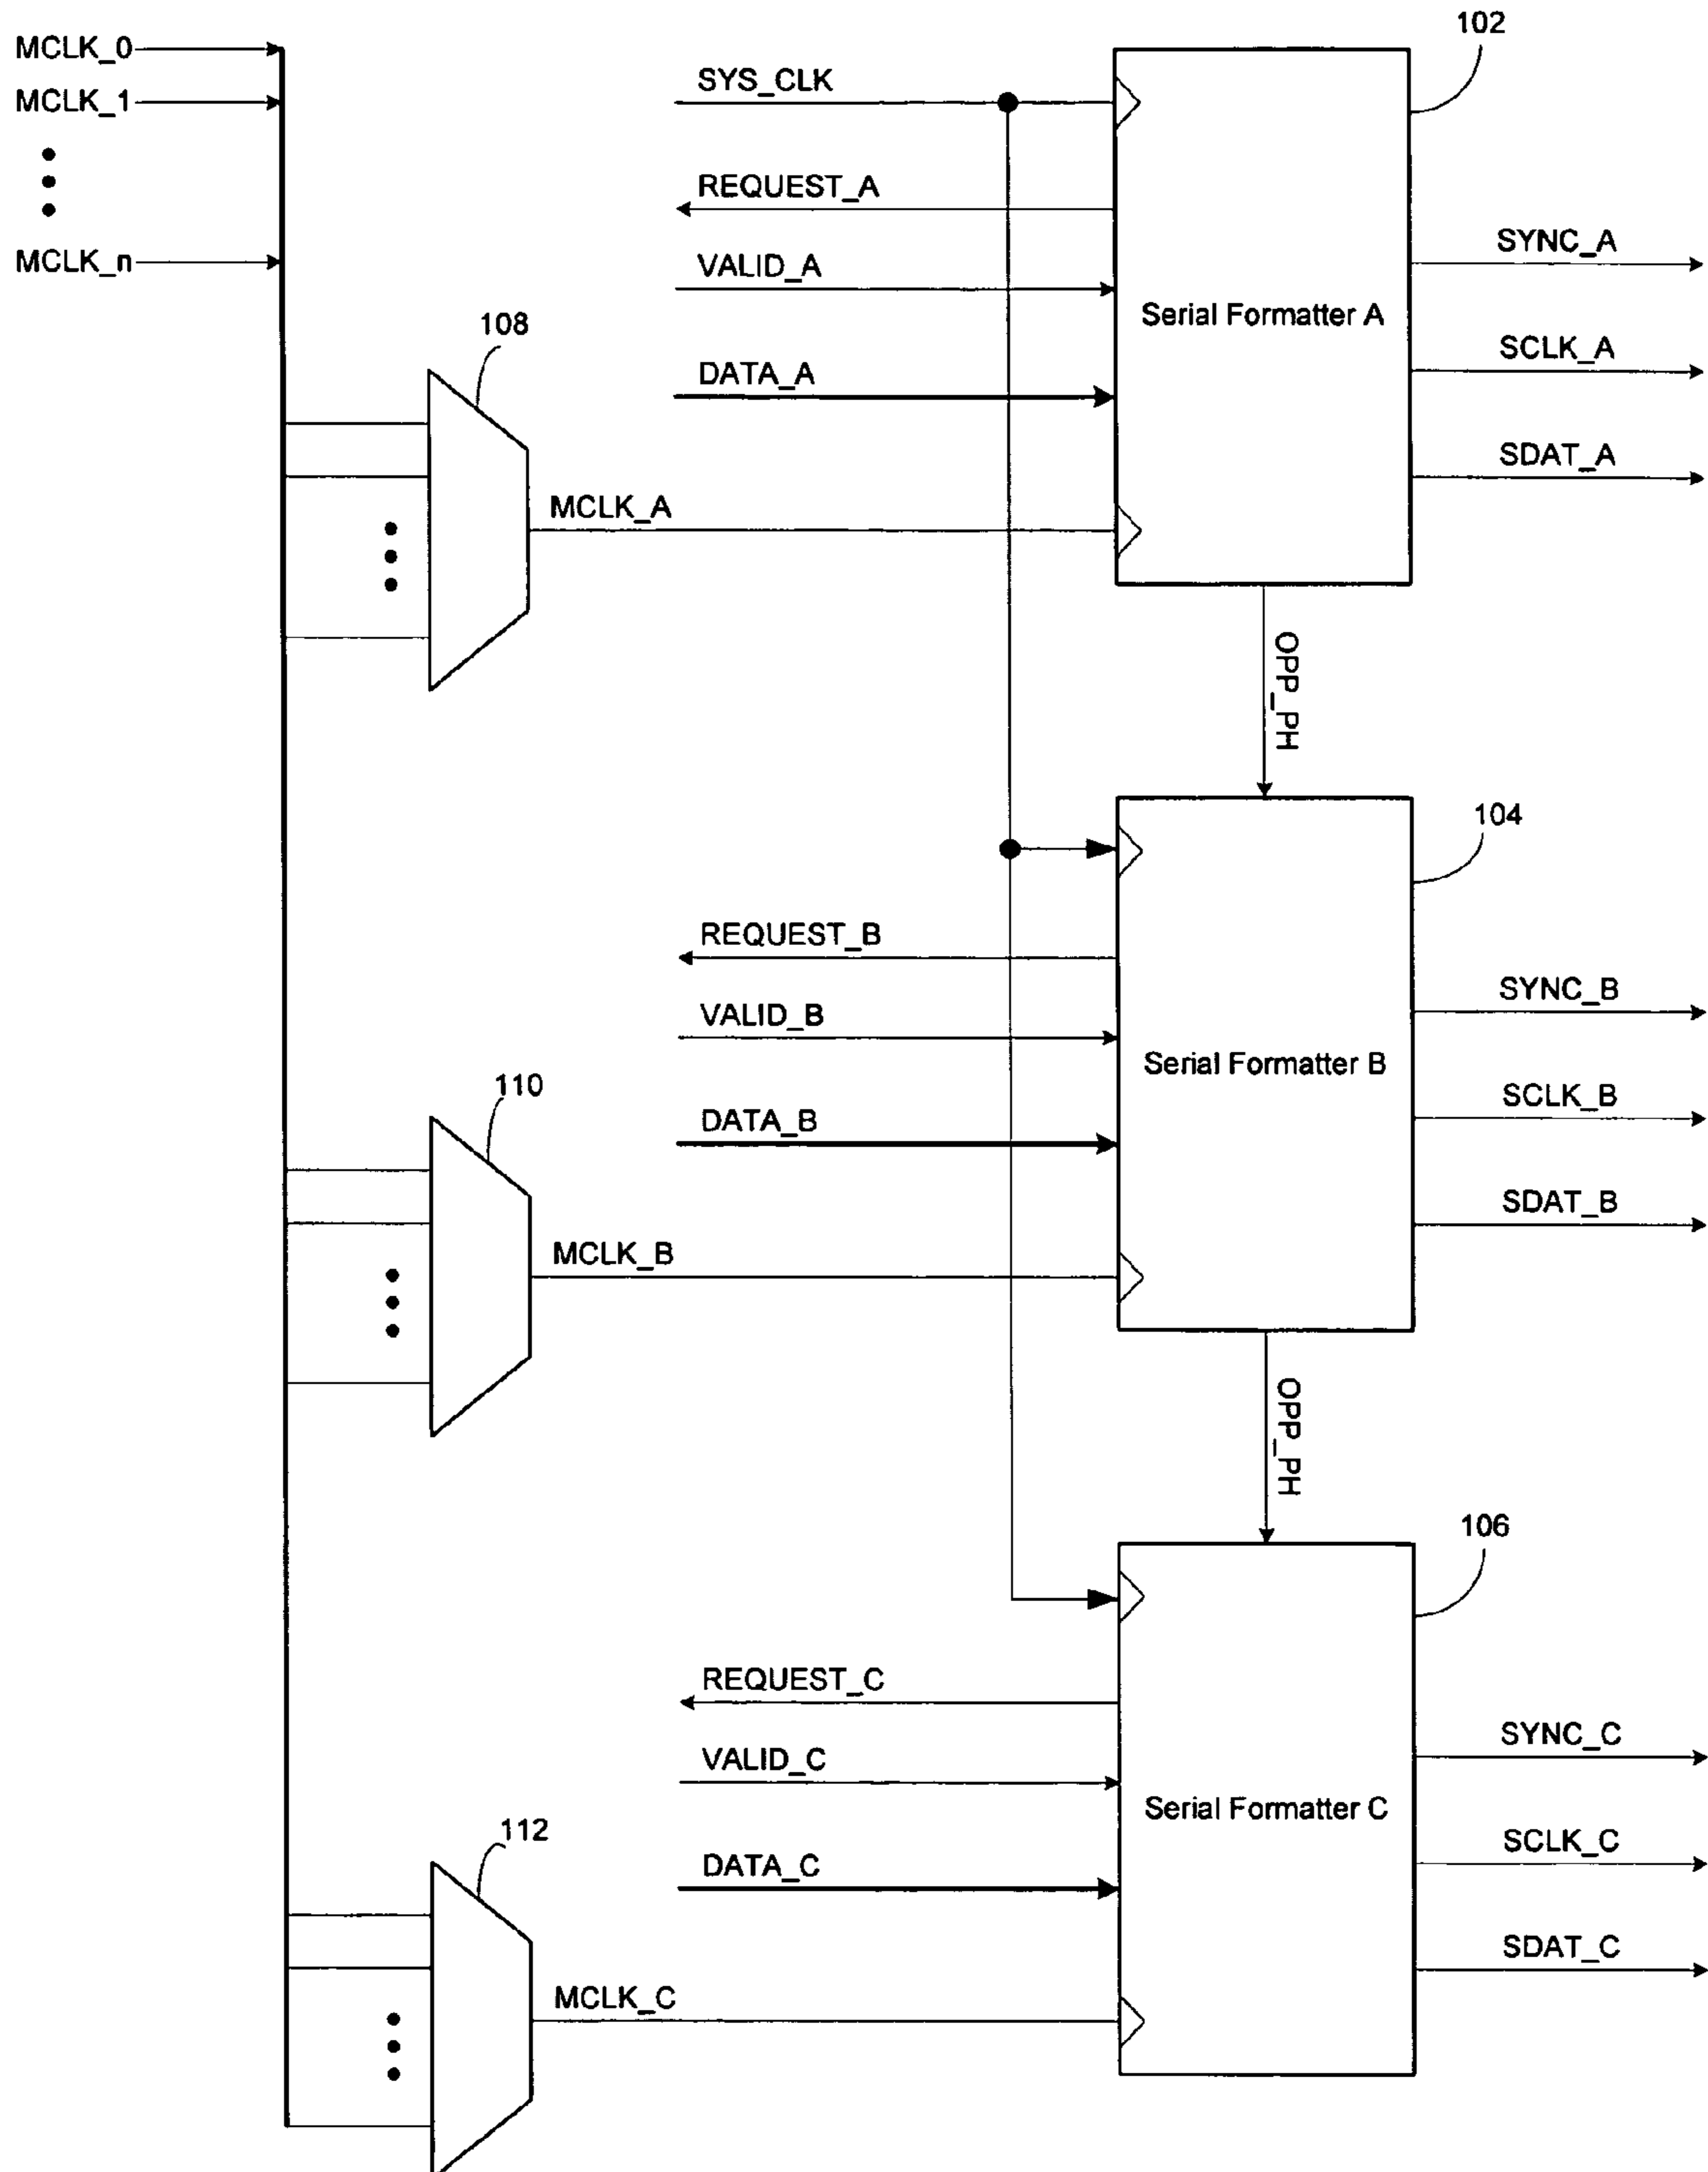 102
MCLK_0
SYS_CLK
MCLK_1
REQUEST_A
SYNC_A
MCLK_n
VALID_A
108
Serial Formatter A
SCLK_A
DATA_A
SDAT_A
MCLK_A
OPP_PH
104
REQUEST_B
SYNC_B
VALID_B
Serial Formatter B
110
SCLK_B
DATA_B
SDAT_B
MCLK_B
OPP_PH
106
REQUEST_C
SYNC_C
VALID_C
Serial Formatter C
112
SCLK_C
DATA_C
SDAT_C
MCLK_C